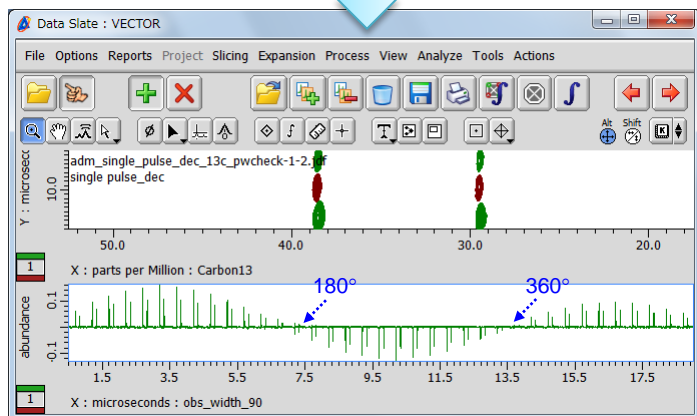 Data Slate : VECTOR
File Options Reports Project Slicing Expansion Process View Analyze Tools Actions
Alt Shift
adm_single_pulse_dec_13c_pwcheck-1-2.jdf
single pulse_dec
10.0
50.0 40.0 30.0 20.0
1
X : parts per Million : Carbon13
180° 360°
abundance
0.1
-0.1
1.5 3.5 5.5 7.5 9.5 11.5 13.5 15.5 17.5
1
X : microseconds : obs_width_90